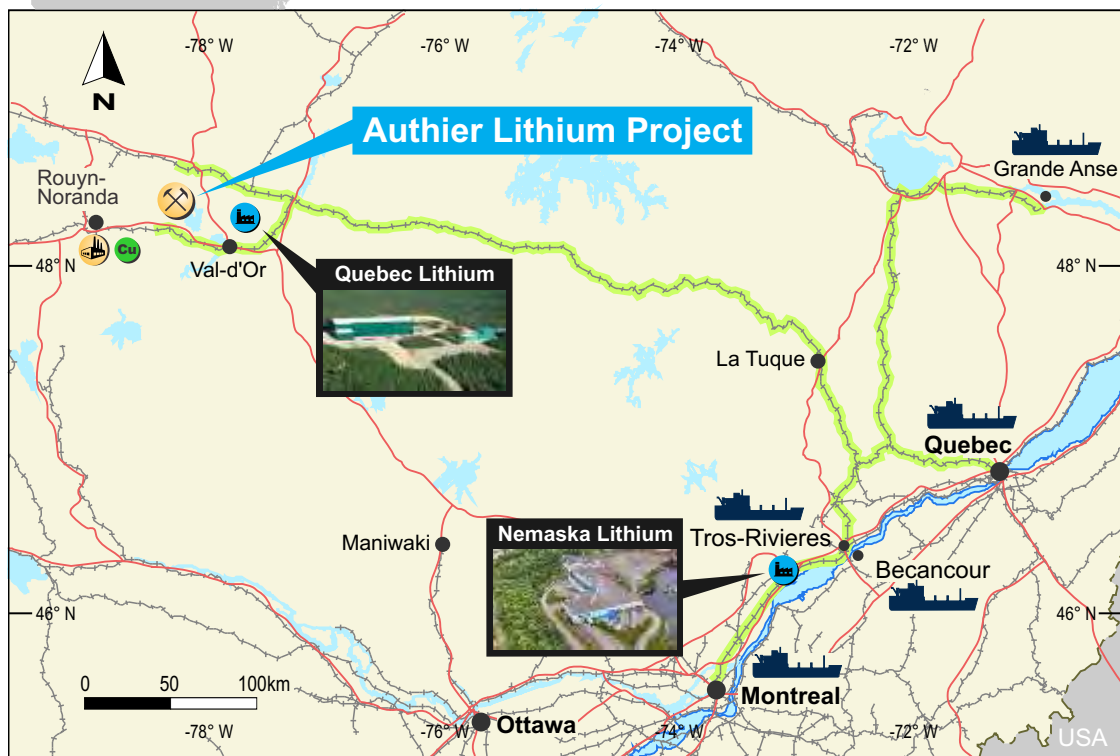 -78° W
-76° W
-74° W
-72° W
N
Authier Lithium Project
Grande Anse
Rouyn-
Noranda
Cu
Val-d'Or
48° N
48° N
Quebec Lithium
La Tuque
Quebec
Nemaska Lithium
Tros-Rivieres
Maniwaki
Becancour
46° N
46° N
0
50
100km
Montreal
Ottawa
-78° W
-76° W
-74° W
-72° W
USA